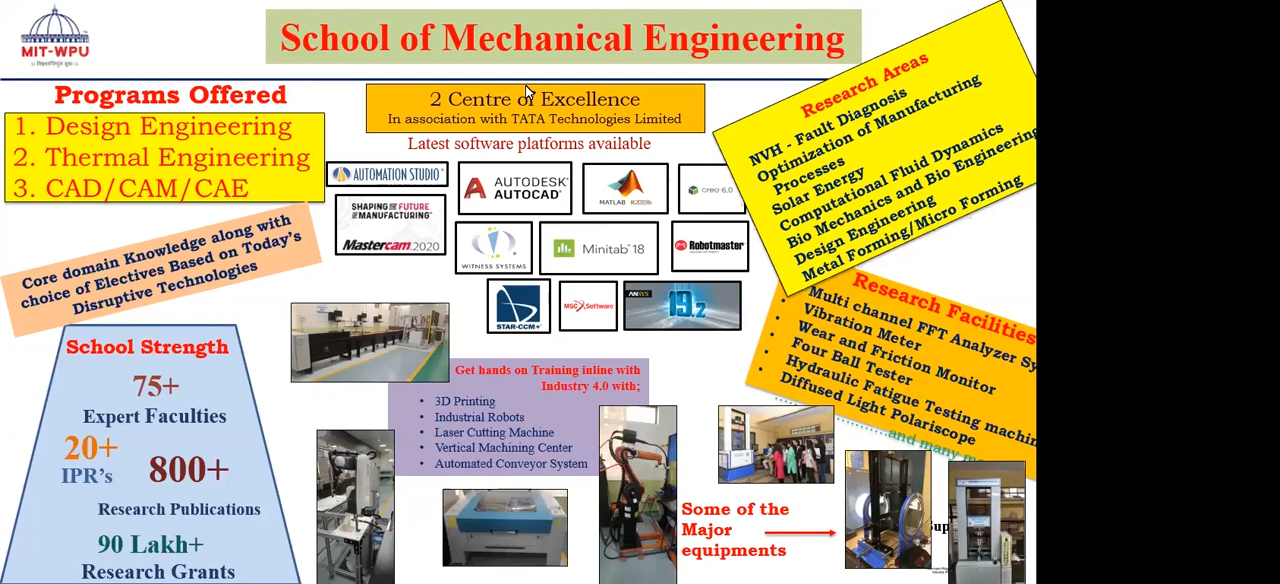 MIT-WPU
School of Mechanical Engineering
Programs Offered
1. Design Engineering
2. Thermal Engineering
3. CAD/CAM/CAE
2 Centre of Excellence
In association with TATA Technologies Limited
Latest software platforms available
AUTOMATION STUDIO
AUTODESK
AUTOCAD
MATLAB
R2019b
creo 6.0
SHAPING THE FUTURE
OF MANUFACTURING
Mastercam 2020
WITNESS SYSTEMS
Minitab 18
Robotmaster
STAR-CCM+
MSC Software
ANSYS
19.2
Research Areas
NVH - Fault Diagnosis
Optimization of Manufacturing
Processes
Solar Energy
Computational Fluid Dynamics
Bio Mechanics and Bio Engineering
Design Engineering
Metal Forming/Micro Forming
Core domain Knowledge along with
choice of Electives Based on Today's
Disruptive Technologies
Research Facilities
• Multi channel FFT Analyzer Sy
• Vibration Meter
• Wear and Friction Monitor
• Four Ball Tester
• Hydraulic Fatigue Testing machin
• Diffused Light Polariscope
and many m
School Strength
75+
Expert Faculties
20+
IPR's
800+
Research Publications
90 Lakh+
Research Grants
Get hands on Training inline with
Industry 4.0 with;
• 3D Printing
• Industrial Robots
• Laser Cutting Machine
• Vertical Machining Center
• Automated Conveyor System
Some of the
Major
equipments